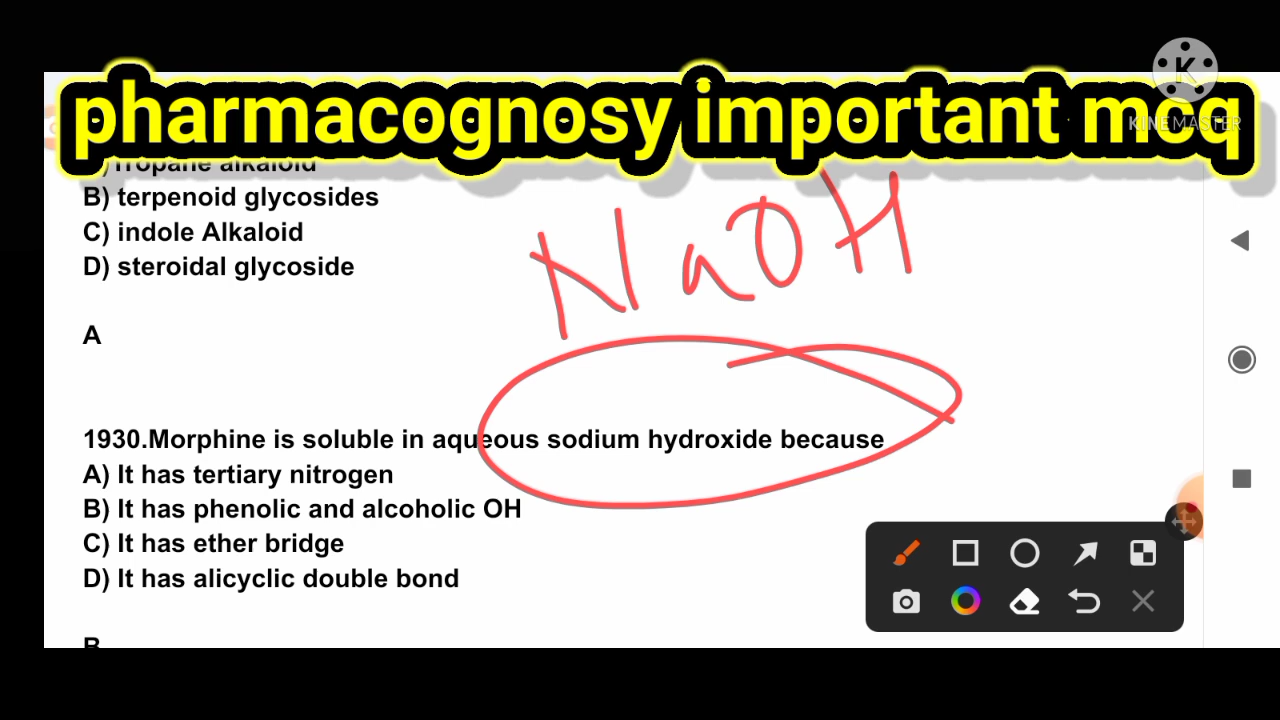 pharmacognosy important mcq
KINEMASTER
A) Tropane alkaloid
B) terpenoid glycosides
C) indole Alkaloid
D) steroidal glycoside
NaOH
A
1930.Morphine is soluble in aqueous sodium hydroxide because
A) It has tertiary nitrogen
B) It has phenolic and alcoholic OH
C) It has ether bridge
D) It has alicyclic double bond
B